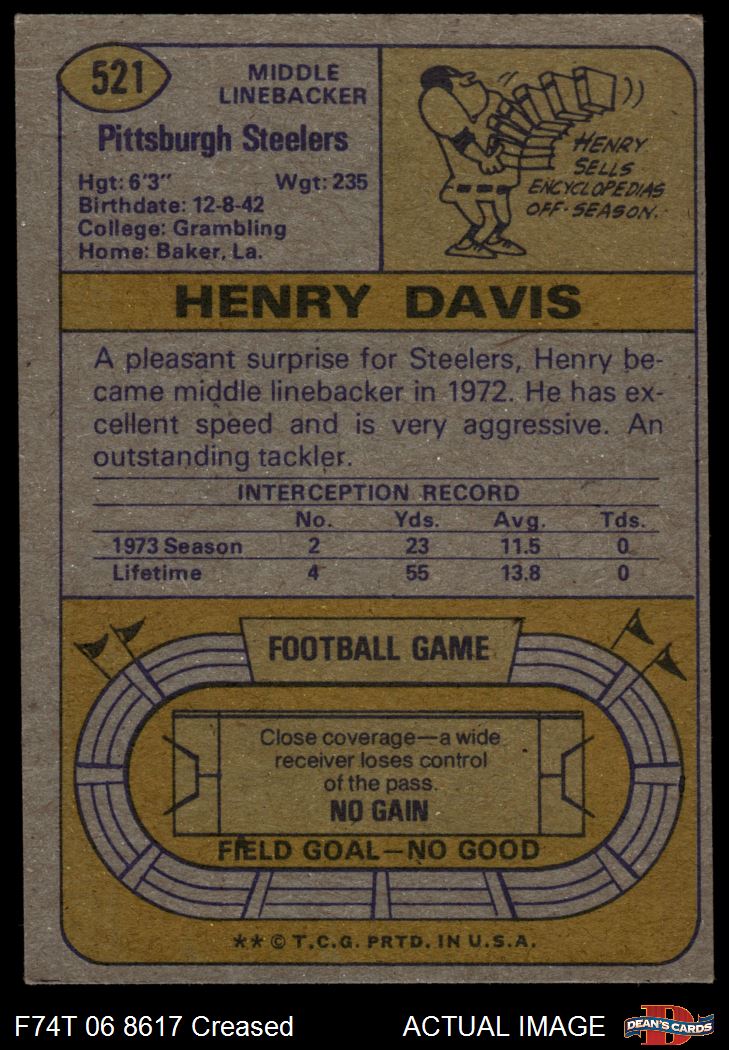 521
MIDDLE
LINEBACKER
Pittsburgh Steelers
Hgt: 6'3" Wgt: 235
Birthdate: 12-8-42
College: Grambling
Home: Baker, La.
HENRY
SELLS
ENCYCLOPEDIAS
OFF-SEASON.
HENRY DAVIS
A pleasant surprise for Steelers, Henry be-
came middle linebacker in 1972. He has ex-
cellent speed and is very aggressive. An
outstanding tackler.
INTERCEPTION RECORD
No. Yds. Avg. Tds.
1973 Season 2 23 11.5 0
Lifetime 4 55 13.8 0
FOOTBALL GAME
Close coverage—a wide
receiver loses control
of the pass.
NO GAIN
FIELD GOAL—NO GOOD
** © T.C.G. PRTD. IN U.S.A.
F74T 06 8617 Creased ACTUAL IMAGE
D
DEAN'S CARDS